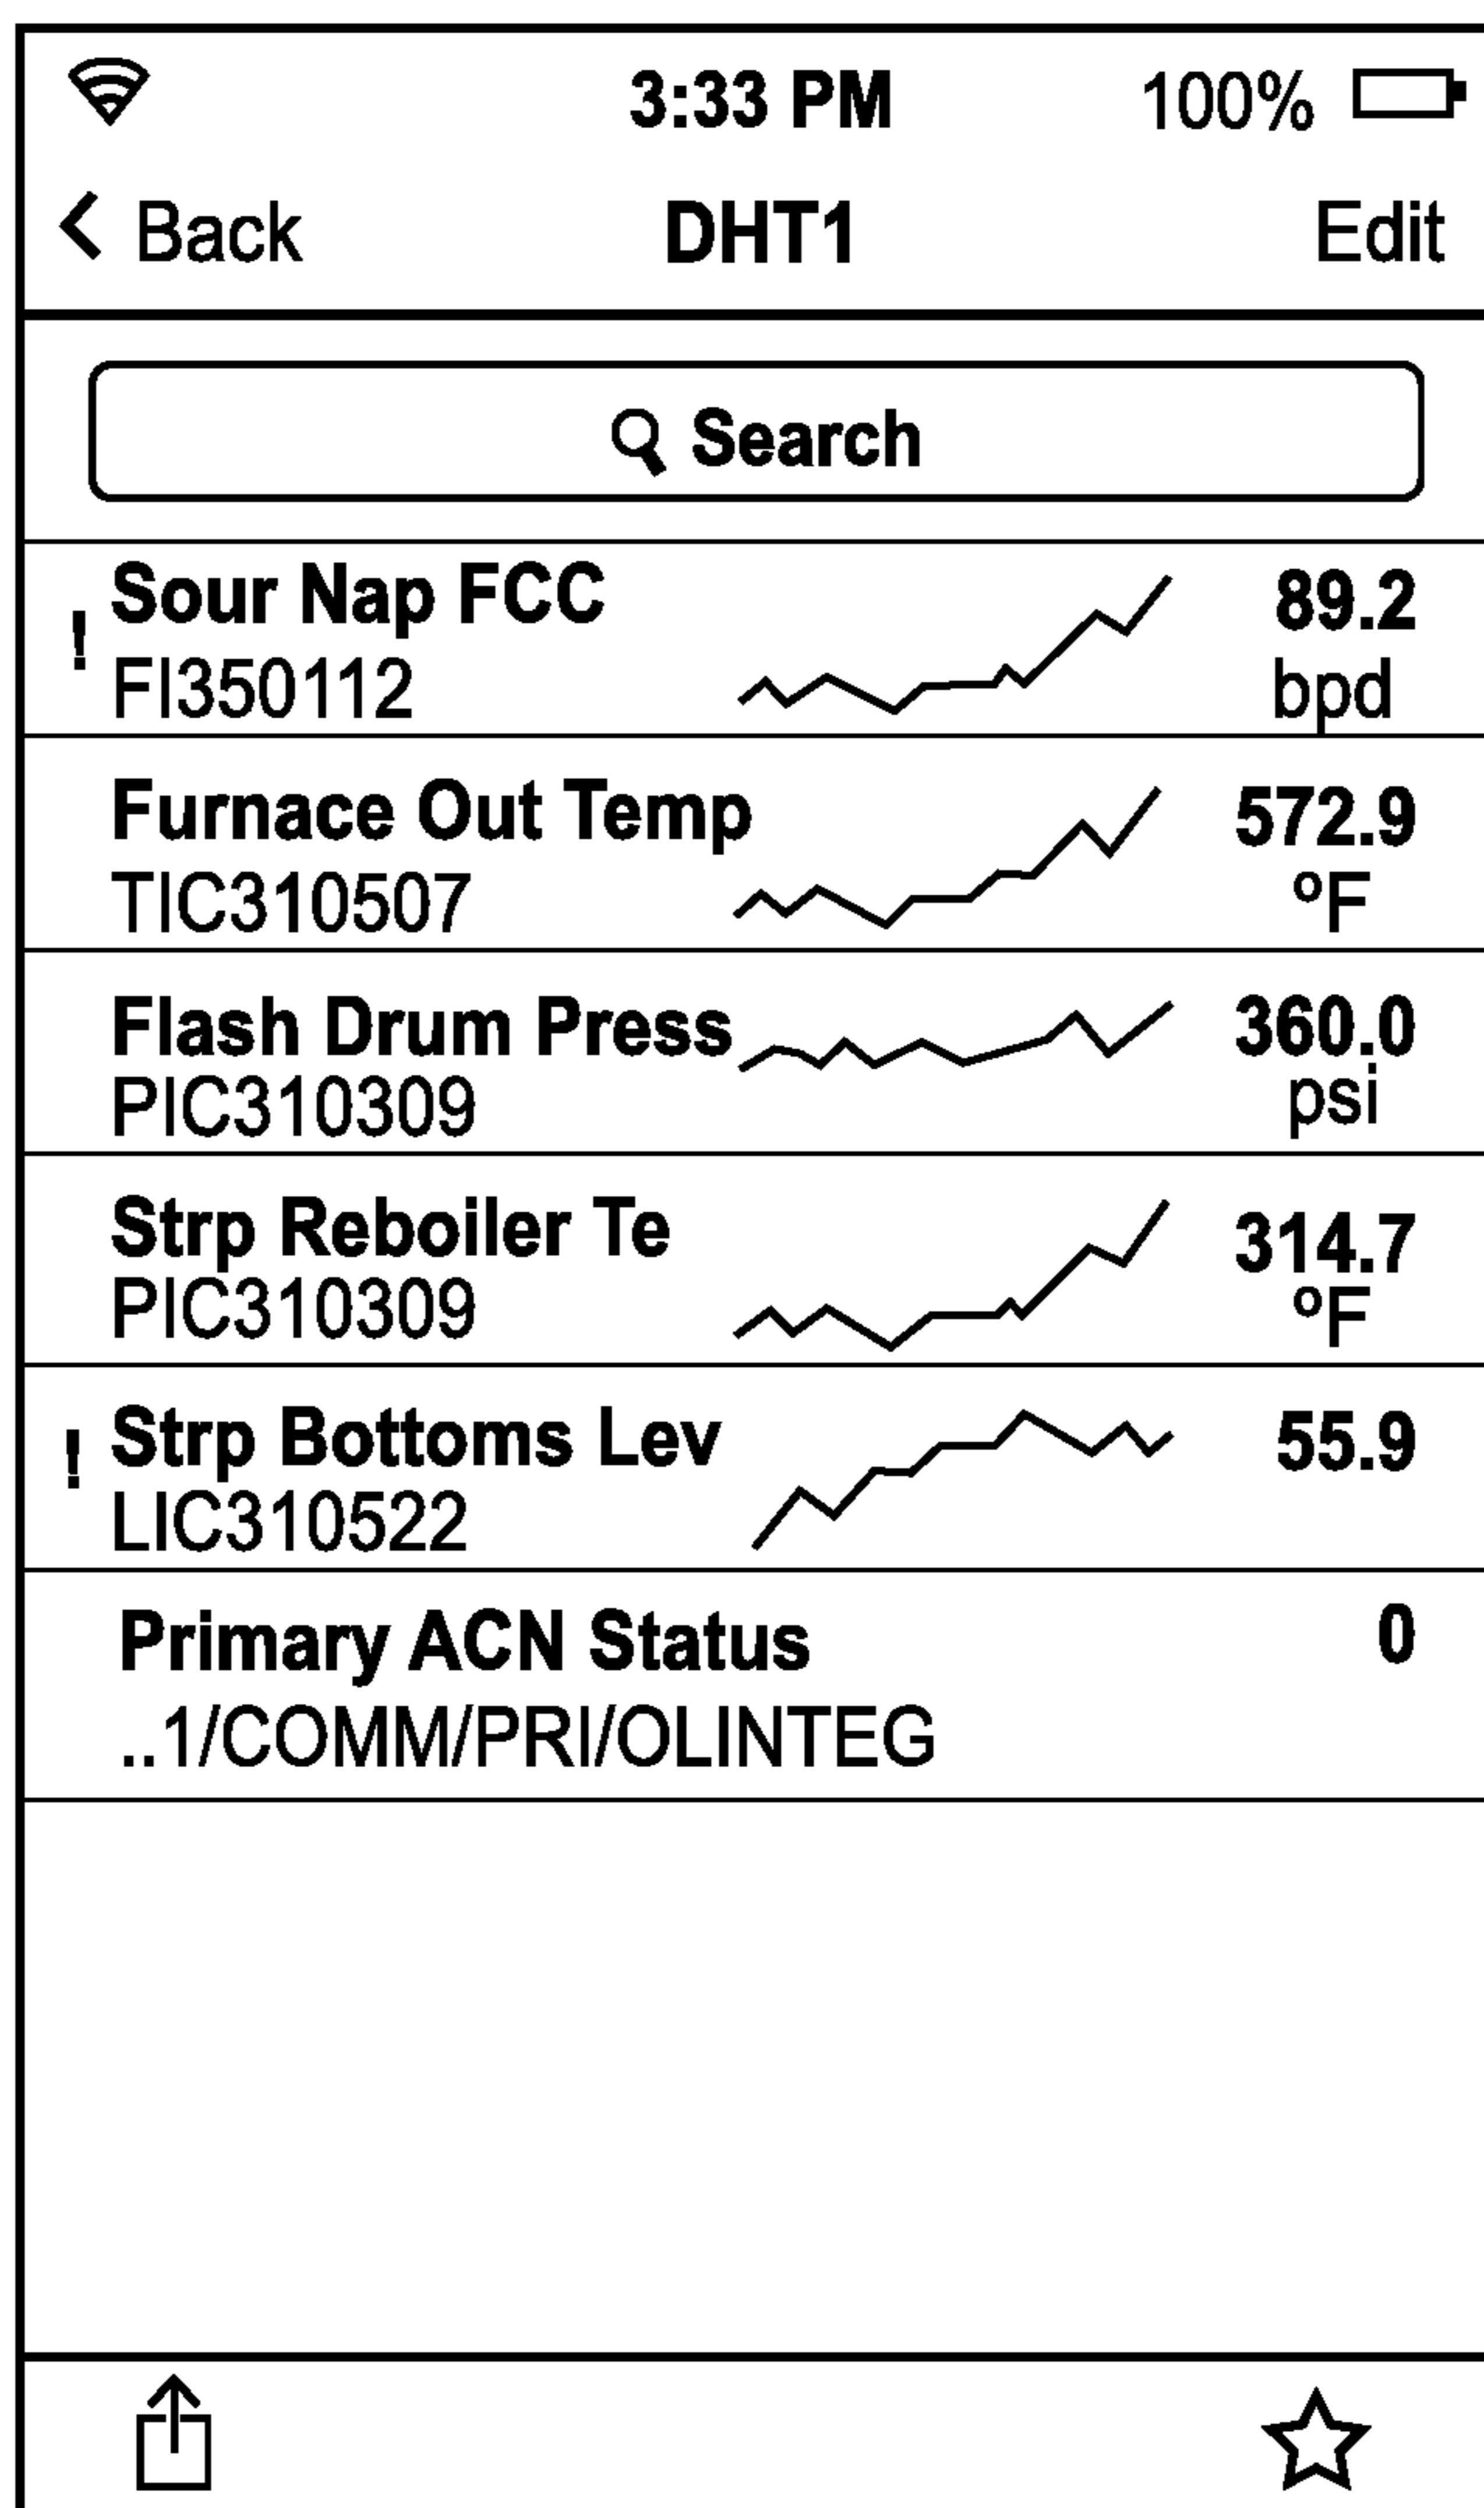 3:33 PM 100%
Back DHT1 Edit
Search
! Sour Nap FCC 89.2
FI350112 bpd
Furnace Out Temp 572.9
TIC310507 °F
Flash Drum Press 360.0
PIC310309 psi
Strp Reboiler Te 314.7
PIC310309 °F
! Strp Bottoms Lev 55.9
LIC310522
Primary ACN Status 0
..1/COMM/PRI/OLINTEG